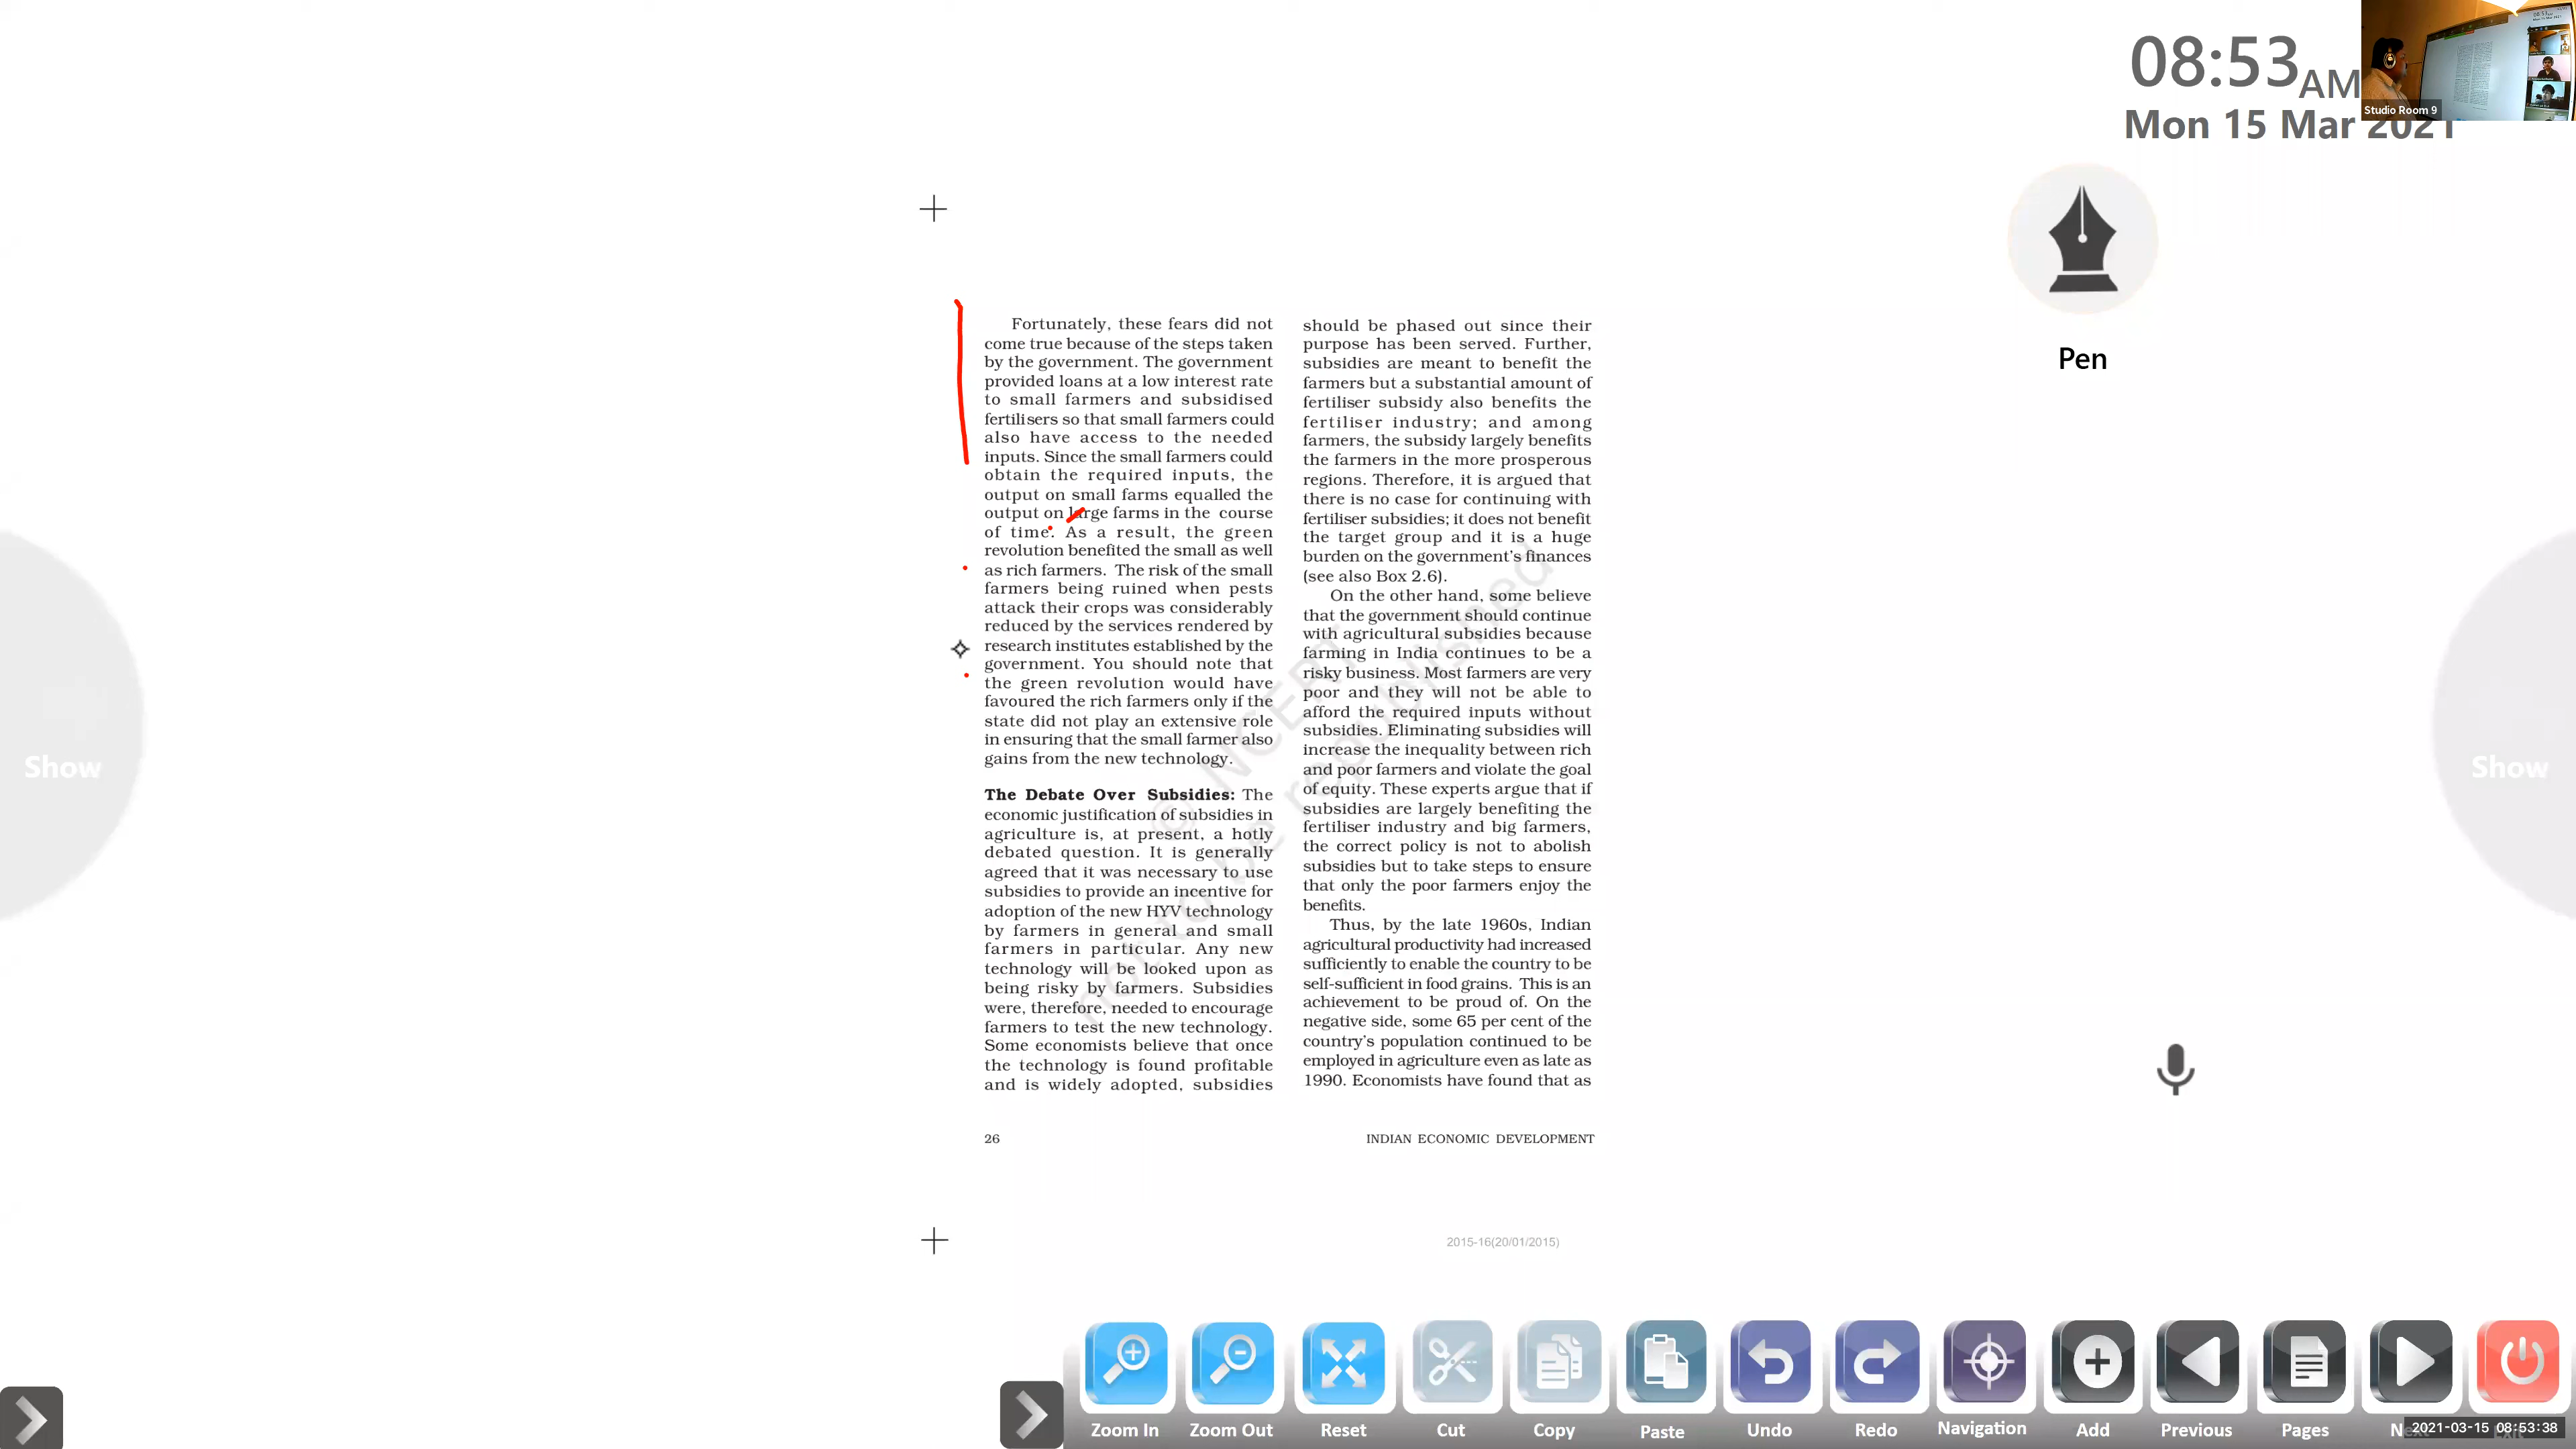 08:53 AM
Mon 15 Mar 2021
Studio Room 9
Pen
Fortunately, these fears did not
come true because of the steps taken
by the government. The government
provided loans at a low interest rate
to small farmers and subsidised
fertilisers so that small farmers could
also have access to the needed
inputs. Since the small farmers could
obtain the required inputs, the
output on small farms equalled the
output on large farms in the course
of time. As a result, the green
revolution benefited the small as well
as rich farmers. The risk of the small
farmers being ruined when pests
attack their crops was considerably
reduced by the services rendered by
research institutes established by the
government. You should note that
the green revolution would have
favoured the rich farmers only if the
state did not play an extensive role
in ensuring that the small farmer also
gains from the new technology.
The Debate Over Subsidies: The
economic justification of subsidies in
agriculture is, at present, a hotly
debated question. It is generally
agreed that it was necessary to use
subsidies to provide an incentive for
adoption of the new HYV technology
by farmers in general and small
farmers in particular. Any new
technology will be looked upon as
being risky by farmers. Subsidies
were, therefore, needed to encourage
farmers to test the new technology.
Some economists believe that once
the technology is found profitable
and is widely adopted, subsidies
should be phased out since their
purpose has been served. Further,
subsidies are meant to benefit the
farmers but a substantial amount of
fertiliser subsidy also benefits the
fertiliser industry; and among
farmers, the subsidy largely benefits
the farmers in the more prosperous
regions. Therefore, it is argued that
there is no case for continuing with
fertiliser subsidies; it does not benefit
the target group and it is a huge
burden on the government's finances
(see also Box 2.6).
On the other hand, some believe
that the government should continue
with agricultural subsidies because
farming in India continues to be a
risky business. Most farmers are very
poor and they will not be able to
afford the required inputs without
subsidies. Eliminating subsidies will
increase the inequality between rich
and poor farmers and violate the goal
of equity. These experts argue that if
subsidies are largely benefiting the
fertiliser industry and big farmers,
the correct policy is not to abolish
subsidies but to take steps to ensure
that only the poor farmers enjoy the
benefits.
Thus, by the late 1960s, Indian
agricultural productivity had increased
sufficiently to enable the country to be
self-sufficient in food grains. This is an
achievement to be proud of. On the
negative side, some 65 per cent of the
country's population continued to be
employed in agriculture even as late as
1990. Economists have found that as
© NCERT
not to be republished
Show
Show
26
INDIAN ECONOMIC DEVELOPMENT
2015-16(20/01/2015)
Zoom In
Zoom Out
Reset
Cut
Copy
Paste
Undo
Redo
Navigation
Add
Previous
Pages
2021-03-15 08:53:38